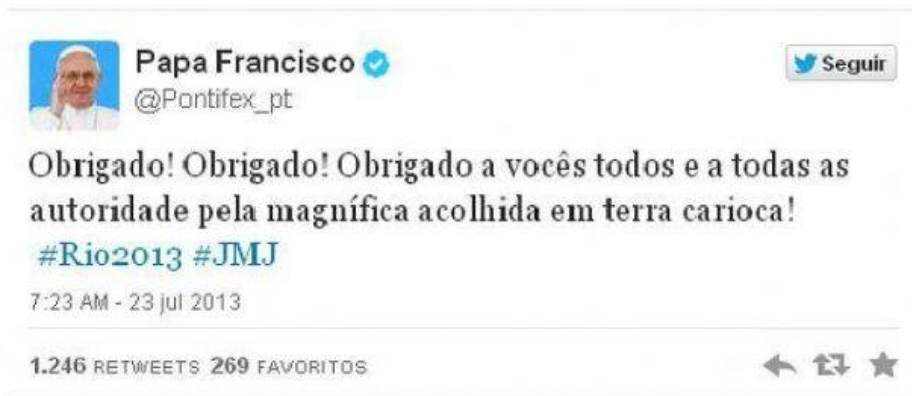 Papa Francisco
Seguir
@Pontifex_pt
Obrigado! Obrigado! Obrigado a vocês todos e a todas as
autoridade pela magnífica acolhida em terra carioca!
#Rio2013 #JMJ
7:23 AM - 23 jul 2013
1.246 RETWEETS 269 FAVORITOS